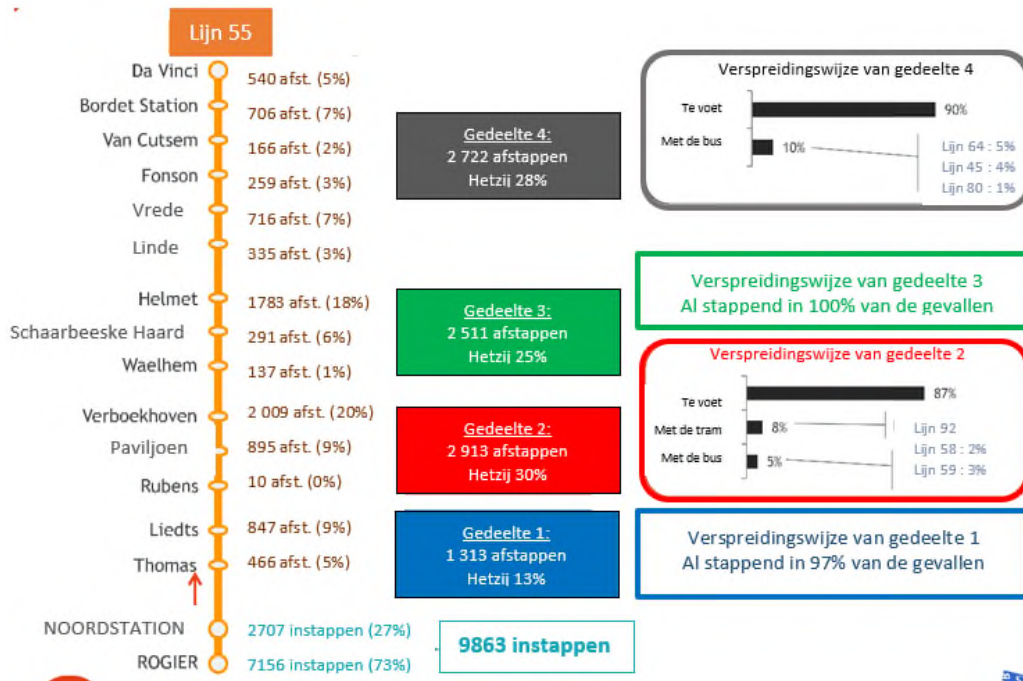 Lijn 55
Da Vinci
540 afst. (5%)
Bordet Station
706 afst. (7%)
Van Cutsem
166 afst. (2%)
Fonson
259 afst. (3%)
Vrede
716 afst. (7%)
Linde
335 afst. (3%)
Helmet
1783 afst. (18%)
Schaarbeeske Haard
291 afst. (6%)
Waelhem
137 afst. (1%)
Verboekhoven
2 009 afst. (20%)
Paviljoen
895 afst. (9%)
Rubens
10 afst. (0%)
Liedts
847 afst. (9%)
Thomas
466 afst. (5%)
NOORDSTATION
2707 instappen (27%)
ROGIER
7156 instappen (73%)
9863 instappen
Gedeelte 4:
2 722 afstappen
Hetzij 28%
Gedeelte 3:
2 511 afstappen
Hetzij 25%
Gedeelte 2:
2 913 afstappen
Hetzij 30%
Gedeelte 1:
1 313 afstappen
Hetzij 13%
Verspreidingswijze van gedeelte 4
Te voet
90%
Met de bus
10%
Lijn 64 : 5%
Lijn 45 : 4%
Lijn 80 : 1%
Verspreidingswijze van gedeelte 3
Al stappend in 100% van de gevallen
Verspreidingswijze van gedeelte 2
Te voet
87%
Met de tram
8%
Lijn 92
Met de bus
5%
Lijn 58 : 2%
Lijn 59 : 3%
Verspreidingswijze van gedeelte 1
Al stappend in 97% van de gevallen